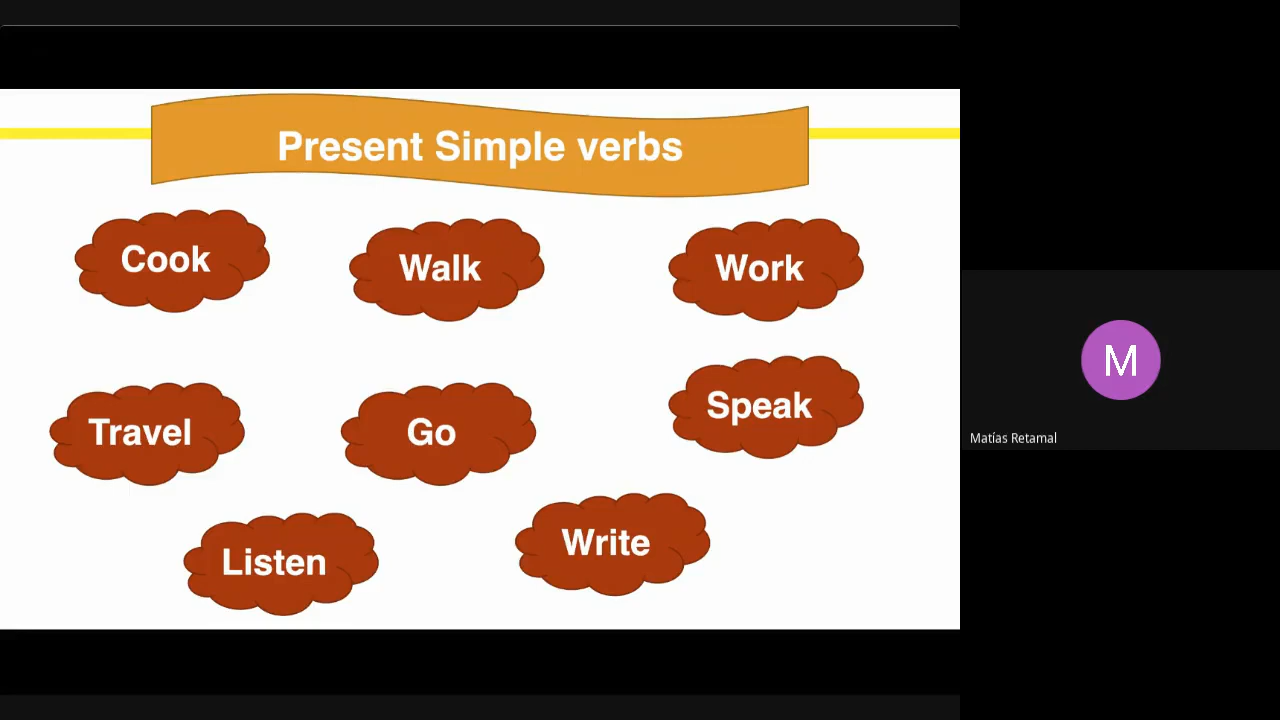 Present Simple verbs
Cook
Walk
Work
Travel
Go
Speak
Listen
Write
M
Matías Retamal